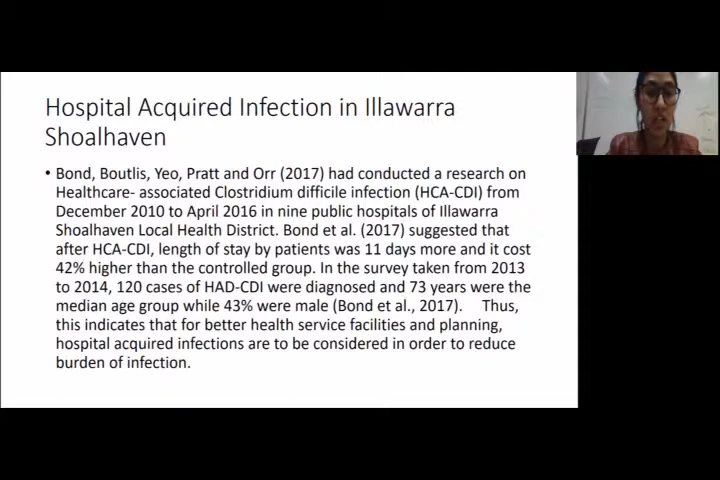 Hospital Acquired Infection in Illawarra
Shoalhaven
• Bond, Boutlis, Yeo, Pratt and Orr (2017) had conducted a research on
Healthcare- associated Clostridium difficile infection (HCA-CDI) from
December 2010 to April 2016 in nine public hospitals of Illawarra
Shoalhaven Local Health District. Bond et al. (2017) suggested that
after HCA-CDI, length of stay by patients was 11 days more and it cost
42% higher than the controlled group. In the survey taken from 2013
to 2014, 120 cases of HAD-CDI were diagnosed and 73 years were the
median age group while 43% were male (Bond et al., 2017). Thus,
this indicates that for better health service facilities and planning,
hospital acquired infections are to be considered in order to reduce
burden of infection.